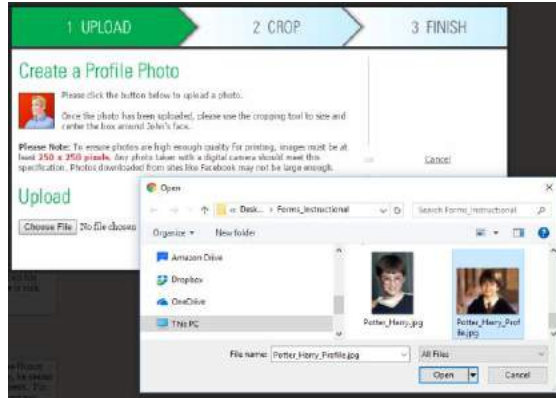 1 UPLOAD
2 CROP
3 FINISH
Create a Profile Photo
Please click the button below to upload a photo.
Once the photo has been uploaded, please use the cropping tool to size and
center the box around John's face.
Please Note: To ensure photos are high enough quality for printing, images must be at
least 250 x 250 pixels. Any photo taken with a digital camera should meet this
specification. Photos downloaded from sites like Facebook may not be large enough.
Cancel
Upload
Choose File No file chosen
Open
« Desk... › Forms_Instructional
Search Forms_Instructional
Organize
New folder
Amazon Drive
Dropbox
OneDrive
This PC
Potter_Harry.jpg
Potter_Harry_Prof
ile.jpg
File name: Potter_Harry_Profile.jpg
All Files
Open
Cancel